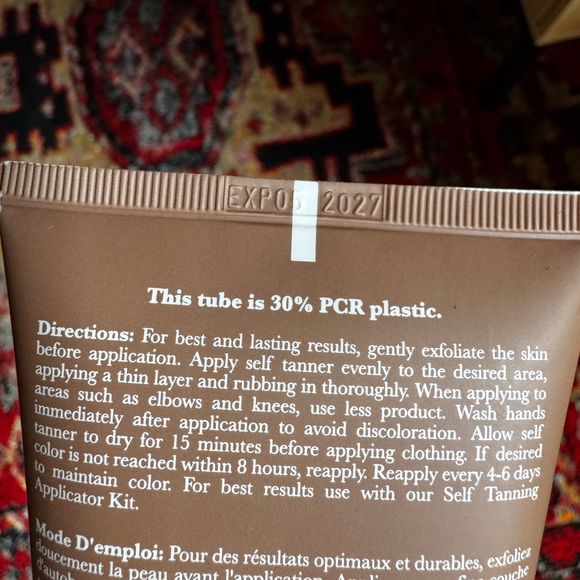 EXP05 2027
This tube is 30% PCR plastic.
Directions: For best and lasting results, gently exfoliate the skin
before application. Apply self tanner evenly to the desired area,
applying a thin layer and rubbing in thoroughly. When applying to
areas such as elbows and knees, use less product. Wash hands
immediately after application to avoid discoloration. Allow self
tanner to dry for 15 minutes before applying clothing. If desired
color is not reached within 8 hours, reapply. Reapply every 4-6 days
to maintain color. For best results use with our Self Tanning
Applicator Kit.
Mode D'emploi: Pour des résultats optimaux et durables, exfoliez
doucement la peau avant l'application.